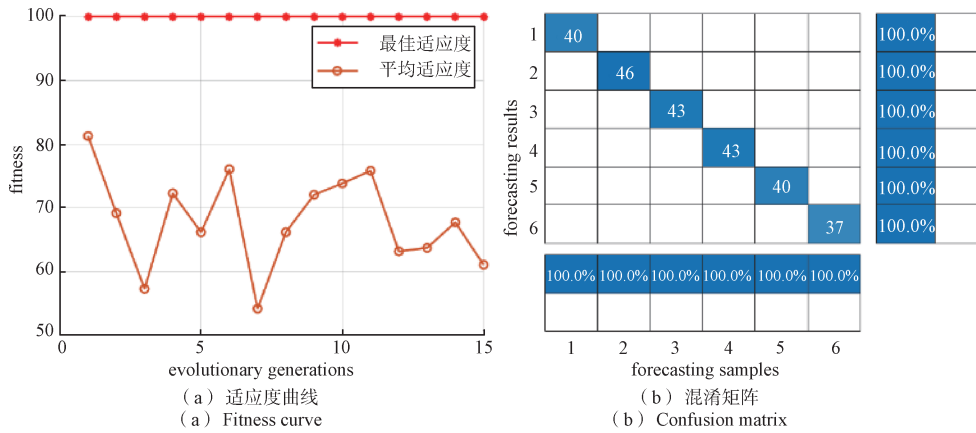 100
90
80
70
60
50
fitness
最佳适应度
平均适应度
0
5
10
15
evolutionary generations
（a）适应度曲线
（a）Fitness curve
forecasting results
1
2
3
4
5
6
40
46
43
43
40
37
100.0%
100.0%
100.0%
100.0%
100.0%
100.0%
100.0% 100.0% 100.0% 100.0% 100.0% 100.0%
1 2 3 4 5 6
forecasting samples
（b）混淆矩阵
（b）Confusion matrix